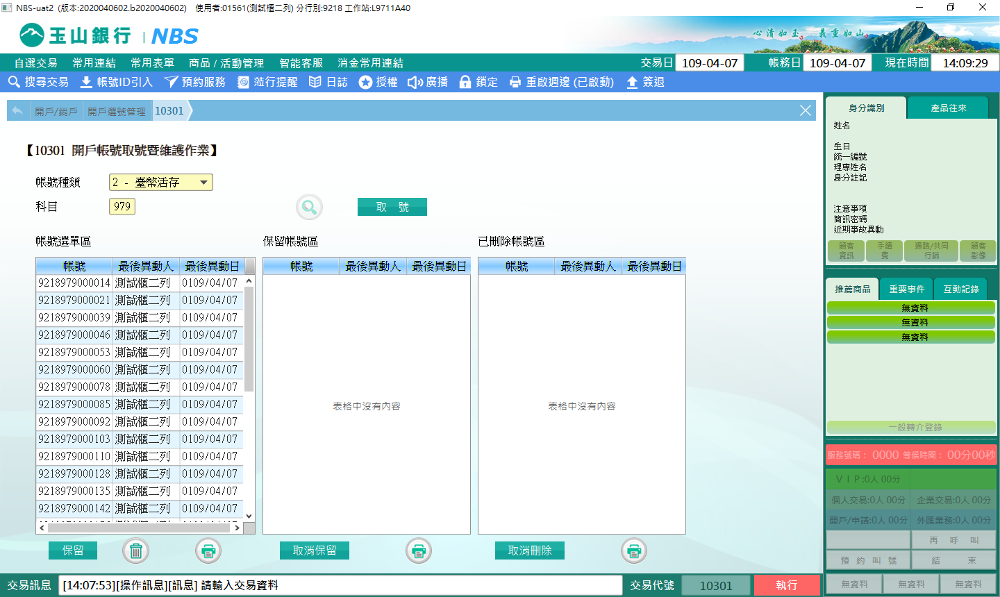 NBS-uat2 (版本:2020040602.b2020040602) 使用者:01561(測試櫃二列) 分行別:9218 工作站:L9711A40
玉山銀行 | NBS
心清如玉。 義重如山。
自選交易 常用連結 常用表單 商品 / 活動管理 智能客服 消金常用連結 交易日 109-04-07 帳務日 109-04-07 現在時間 14:09:29
搜尋交易 帳號ID引入 預約服務 蒞行提醒 日誌 授權 廣播 鎖定 重啟週邊 (已啟動) 簽退
開戶/銷戶 開戶選號管理 10301
【10301 開戶帳號取號暨維護作業】
帳號種類 2 - 臺幣活存
科目 979 取 號
帳號選單區 保留帳號區 已刪除帳號區
帳號 最後異動人 最後異動日 帳號 最後異動人 最後異動日 帳號 最後異動人 最後異動日
9218979000014 測試櫃二列 0109/04/07
9218979000021 測試櫃二列 0109/04/07
9218979000039 測試櫃二列 0109/04/07
9218979000046 測試櫃二列 0109/04/07
9218979000053 測試櫃二列 0109/04/07
9218979000060 測試櫃二列 0109/04/07
9218979000078 測試櫃二列 0109/04/07
9218979000085 測試櫃二列 0109/04/07
9218979000092 測試櫃二列 0109/04/07
9218979000103 測試櫃二列 0109/04/07
9218979000110 測試櫃二列 0109/04/07
9218979000128 測試櫃二列 0109/04/07
9218979000135 測試櫃二列 0109/04/07
9218979000142 測試櫃二列 0109/04/07
表格中沒有內容 表格中沒有內容
保留 取消保留 取消刪除
交易訊息 [14:07:53][操作訊息][訊息] 請輸入交易資料 交易代號 10301 執行
身分識別 產品往來
姓名
生日
統一編號
理專姓名
身分註記
注意事項
簡訊密碼
近期事故異動
顧客資訊 手續費 通路/共同行銷 顧客影像
推薦商品 重要事件 互動記錄
無資料
無資料
無資料
一般轉介登錄
服務號碼： 0000 等候時間： 00分00秒
V I P:0人 00分
個人交易:0人 00分 企業交易:0人 00分
開戶/申請:0人 00分 外匯業務:0人 00分
再 呼 叫
預 約 叫 號 結 束
無資料 無資料 無資料